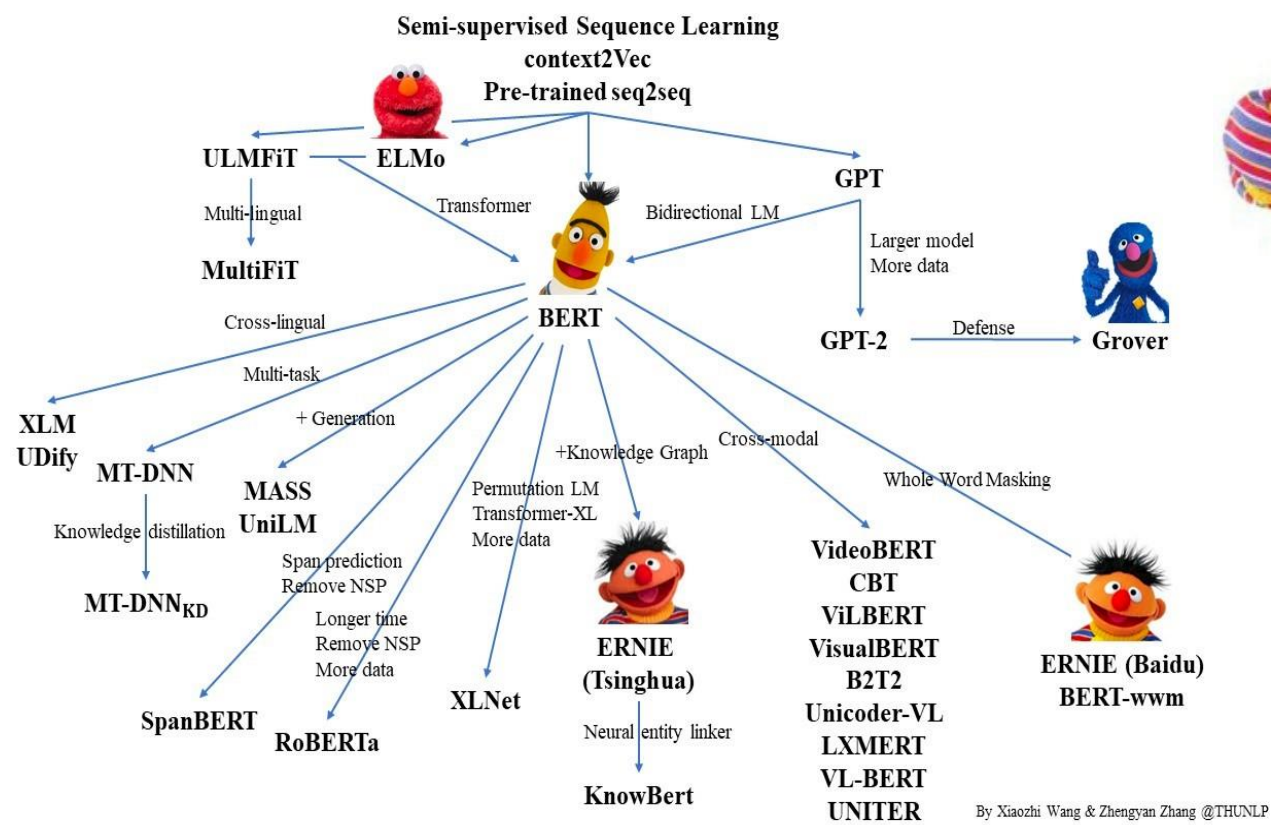 Semi-supervised Sequence Learning
context2Vec
Pre-trained seq2seq
ULMFiT
ELMo
GPT
Multi-lingual
Transformer
Bidirectional LM
Larger model
More data
MultiFiT
BERT
GPT-2
Defense
Grover
Cross-lingual
Multi-task
+ Generation
+Knowledge Graph
Cross-modal
Whole Word Masking
XLM
UDify
MT-DNN
MASS
UniLM
Permutation LM
Transformer-XL
More data
Knowledge distillation
Span prediction
Remove NSP
MT-DNNKD
Longer time
Remove NSP
More data
SpanBERT
RoBERTa
XLNet
ERNIE
(Tsinghua)
Neural entity linker
KnowBert
VideoBERT
CBT
ViLBERT
VisualBERT
B2T2
Unicoder-VL
LXMERT
VL-BERT
UNITER
ERNIE (Baidu)
BERT-wwm
By Xiaozhi Wang & Zhengyan Zhang @THUNLP